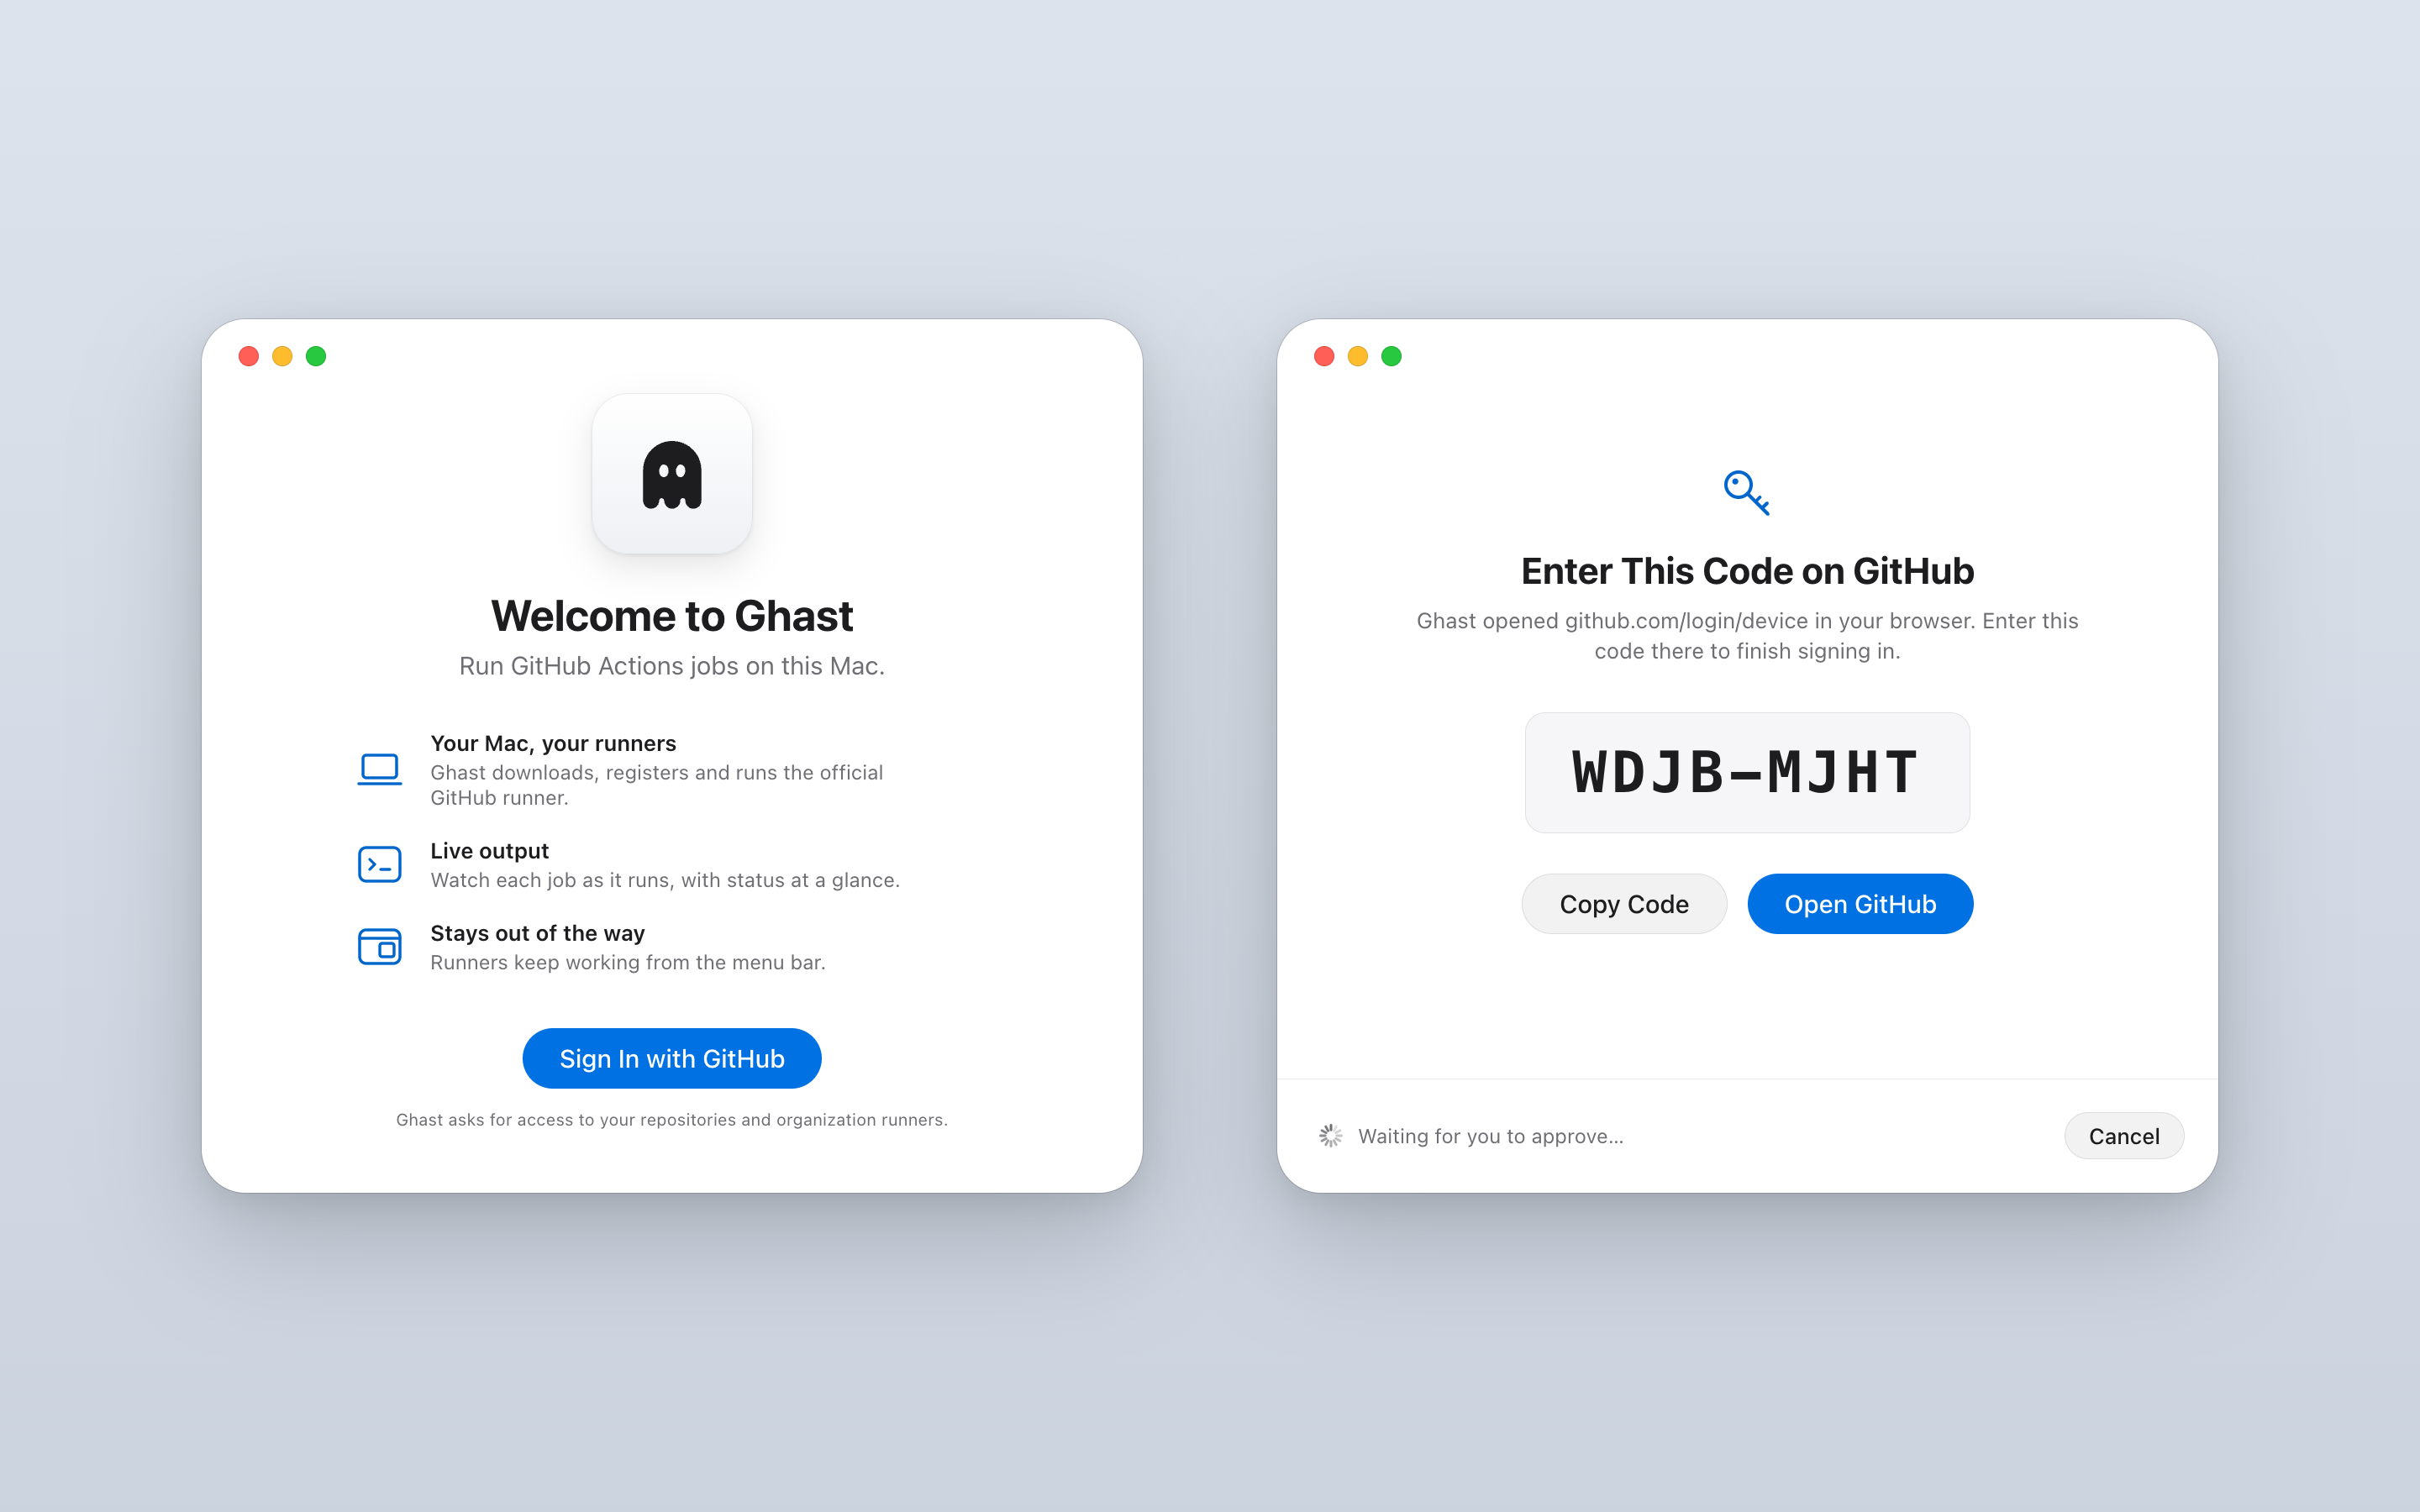 Welcome to Ghast
Run GitHub Actions jobs on this Mac.
Your Mac, your runners
Ghast downloads, registers and runs the official
GitHub runner.
Live output
Watch each job as it runs, with status at a glance.
Stays out of the way
Runners keep working from the menu bar.
Sign In with GitHub
Ghast asks for access to your repositories and organization runners.
Enter This Code on GitHub
Ghast opened github.com/login/device in your browser. Enter this
code there to finish signing in.
WDJB–MJHT
Copy Code
Open GitHub
Waiting for you to approve…
Cancel